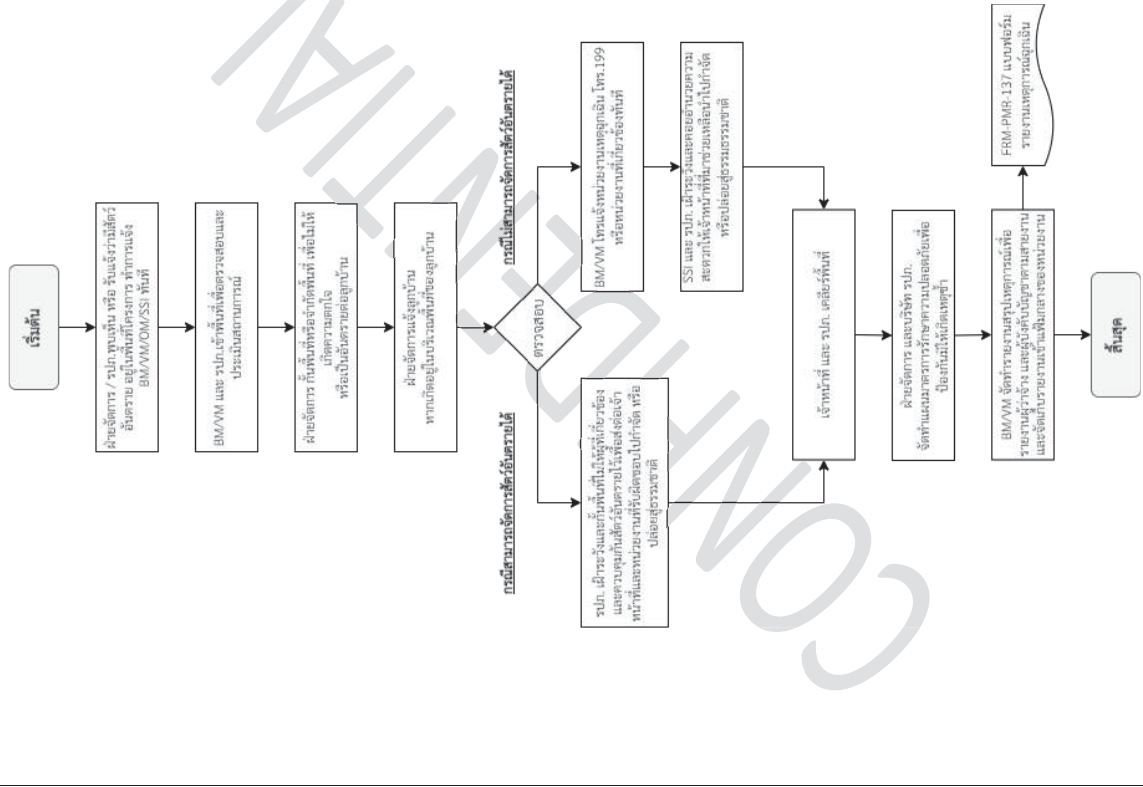 เริ่มต้น
ฝ่ายจัดการ / รปภ.พบเห็น หรือ รับแจ้งว่ามีสัตว์
อันตราย อยู่ในพื้นที่โครงการ ทำการแจ้ง
BM/VM/OM/SSI ทันที
BM/VM และ รปภ.เข้าพื้นที่เพื่อตรวจสอบและ
ประเมินสถานการณ์
ฝ่ายจัดการ กันพื้นที่หรือจำกัดพื้นที่ เพื่อไม่ให้
เกิดความตกใจ
หรือเป็นอันตรายต่อลูกบ้าน
ฝ่ายจัดการแจ้งลูกบ้าน
หากเกิดอยู่ในบริเวณพื้นที่ของลูกบ้าน
ตรวจสอบ
กรณีสามารถจัดการสัตว์อันตรายได้
รปภ. เฝ้าระวังและกันพื้นที่ไม่ให้ผู้ที่เกี่ยวข้อง
และควบคุมกันสัตว์อันตรายไว้เพื่อส่งต่อเจ้า
หน้าที่และหน่วยงานที่รับผิดชอบไปกำจัด หรือ
ปล่อยสู่ธรรมชาติ
กรณีไม่สามารถจัดการสัตว์อันตรายได้
BM/VM โทรแจ้งหน่วยงานเหตุฉุกเฉิน โทร.199
หรือหน่วยงานที่เกี่ยวข้องทันที
SSI และ รปภ. เฝ้าระวังและคอยอำนวยความ
สะดวกให้เจ้าหน้าที่ที่มาช่วยเหลือนำไปกำจัด
หรือปล่อยสู่ธรรมชาติ
เจ้าหน้าที่ และ รปภ. เคลียร์พื้นที่
ฝ่ายจัดการ และบริษัท รปภ.
จัดทำแผนมาตรการรักษาความปลอดภัยเพื่อ
ป้องกันไม่ให้เกิดเหตุซ้ำ
BM/VM จัดทำรายงานสรุปเหตุการณ์เพื่อ
รายงานผู้ว่าจ้าง และผู้บังคับบัญชาตามสายงาน
และจัดเก็บรายงานเข้าแฟ้มกลางของหน่วยงาน
FRM-PMR-137 แบบฟอร์ม
รายงานเหตุการณ์ฉุกเฉิน
สิ้นสุด
CONFIDENTIAL